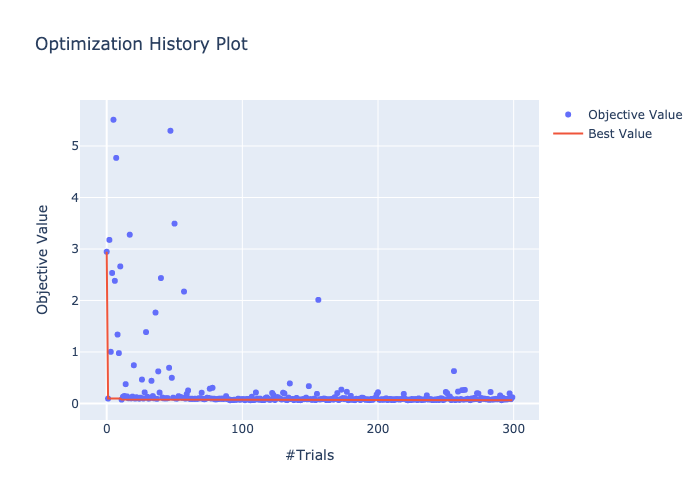 Optimization History Plot
Objective Value
Best Value
5
4
3
2
1
0
Objective Value
0
100
200
300
#Trials